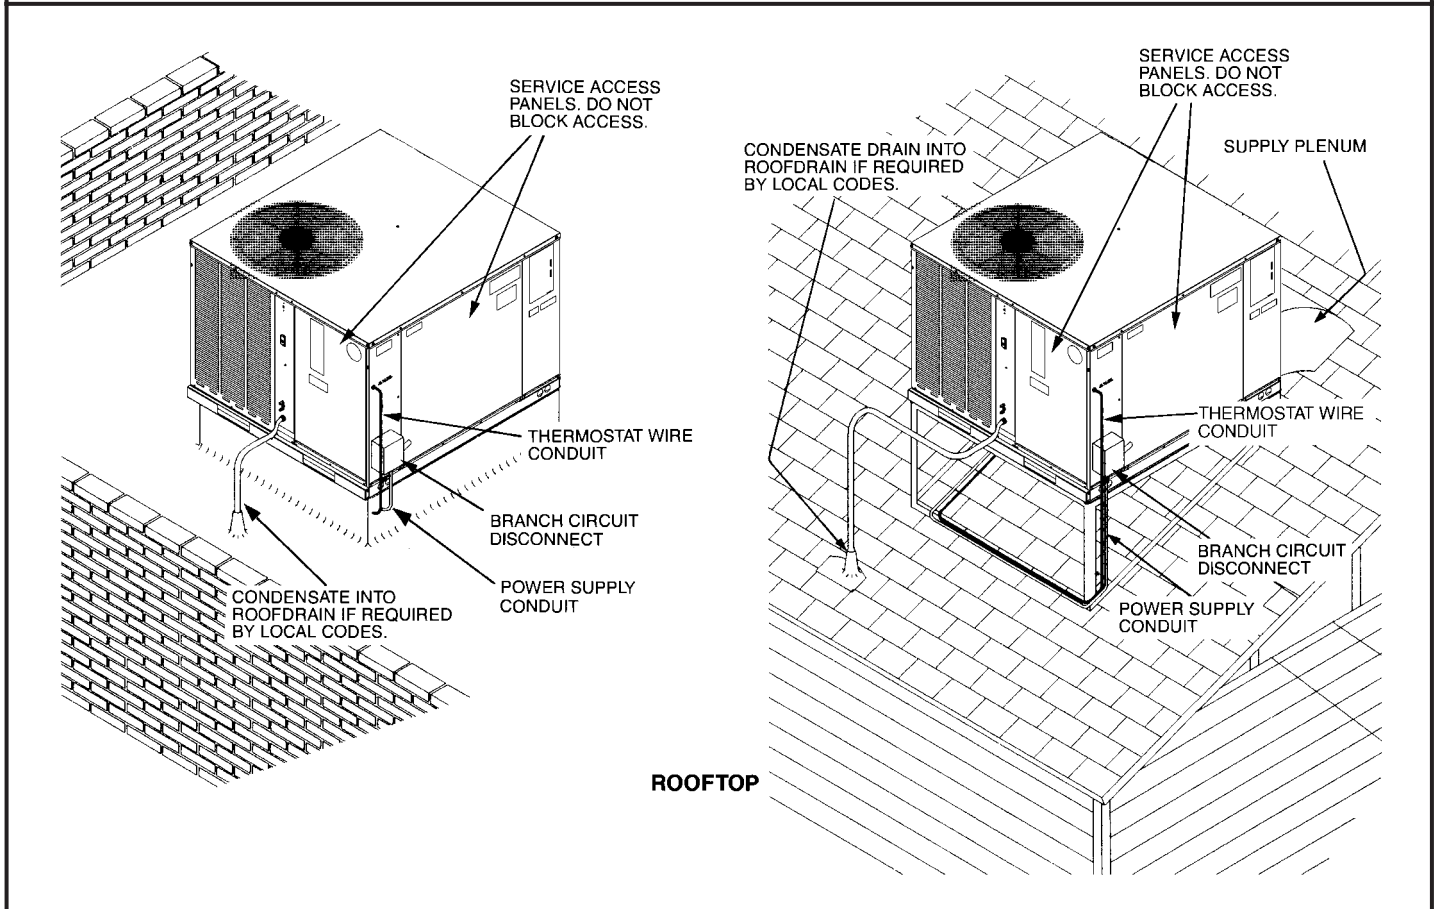 SERVICE ACCESS
PANELS. DO NOT
BLOCK ACCESS.
THERMOSTAT WIRE
CONDUIT
BRANCH CIRCUIT
DISCONNECT
POWER SUPPLY
CONDUIT
CONDENSATE INTO
ROOFDRAIN IF REQUIRED
BY LOCAL CODES.
SERVICE ACCESS
PANELS. DO NOT
BLOCK ACCESS.
CONDENSATE DRAIN INTO
ROOFDRAIN IF REQUIRED
BY LOCAL CODES.
SUPPLY PLENUM
THERMOSTAT WIRE
CONDUIT
BRANCH CIRCUIT
DISCONNECT
POWER SUPPLY
CONDUIT
ROOFTOP